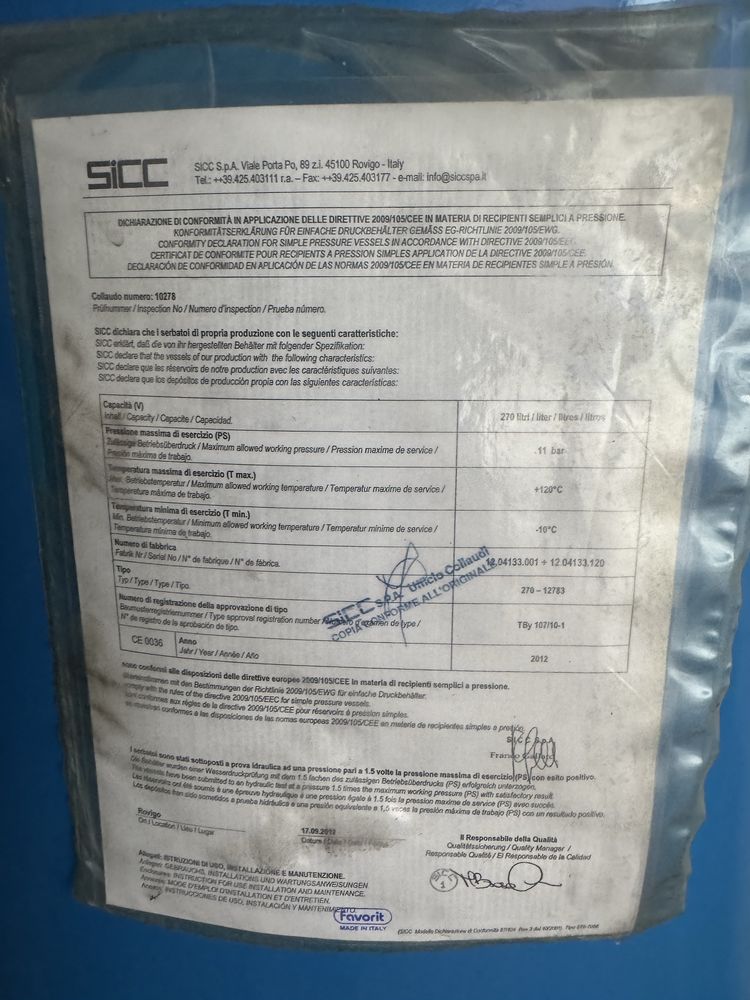 SICC
SICC S.p.A. Viale Porta Po, 89 z.i. 45100 Rovigo - Italy
Tel.: ++39.425.403111 r.a. – Fax: ++39.425.403177 - e-mail: info@siccspa.it
DICHIARAZIONE DI CONFORMITÀ IN APPLICAZIONE DELLE DIRETTIVE 2009/105/CEE IN MATERIA DI RECIPIENTI SEMPLICI A PRESSIONE.
KONFORMITÄTSERKLÄRUNG FÜR EINFACHE DRUCKBEHÄLTER GEMÄSS EG-RICHTLINIE 2009/105/EWG.
CONFORMITY DECLARATION FOR SIMPLE PRESSURE VESSELS IN ACCORDANCE WITH DIRECTIVE 2009/105/EEC.
CERTIFICAT DE CONFORMITE POUR RECIPIENTS A PRESSION SIMPLES APPLICATION DE LA DIRECTIVE 2009/105/CEE.
DECLARACIÓN DE CONFORMIDAD EN APLICACIÓN DE LAS NORMAS 2009/105/CEE EN MATERIA DE RECIPIENTES SIMPLE A PRESIÓN.
Collaudo numero: 10278
Prüfnummer / Inspection No / Numero d'inspection / Prueba número.
SICC dichiara che i serbatoi di propria produzione con le seguenti caratteristiche:
SICC erklärt, daß die von ihr hergestellten Behälter mit folgender Spezifikation:
SICC declare that the vessels of our production with the following characteristics:
SICC declare que les réservoirs de notre production avec les caractéristiques suivantes:
SICC declara que los depósitos de producción propia con las siguientes características:
Capacità (V)
Inhalt / Capacity / Capacite / Capacidad.
270 litri / liter / litres / litros
Pressione massima di esercizio (PS)
Zulässige Betriebsüberdruck / Maximum allowed working pressure / Pression maxime de service /
Presión máxima de trabajo.
11 bar
Temperatura massima di esercizio (T max.)
Max. Betriebstemperatur / Maximum allowed working temperature / Temperatur maxime de service /
Temperature máxima de trabajo.
+120°C
Temperatura minima di esercizio (T min.)
Min. Betriebstemperatur / Minimum allowed working temperature / Temperatur minime de service /
Temperatura minima de trabajo.
-10°C
Numero di fabbrica
Fabrik Nr / Serial No / N° de fabrique / N° de fábrica.
12.04133.001 ÷ 12.04133.120
Tipo
Typ / Type / Type / Tipo.
270 – 12783
Numero di registrazione della approvazione di tipo
Baumusterregistriernummer / Type approval registration number / Numéro d'examen de type /
N° de registro de la aprobación de tipo.
TBy 107/10-1
CE 0036
Anno
Jahr / Year / Année / Año
2012
SICC S.P.A. Ufficio Collaudi
COPIA CONFORME ALL'ORIGINALE
sono conformi alle disposizioni delle direttive europee 2009/105/CEE in materia di recipienti semplici a pressione.
übereinstimmen mit den Bestimmungen der Richtlinie 2009/105/EWG für einfache Druckbehälter.
comply with the rules of the directive 2009/105/EEC for simple pressure vessels.
sont conformes aux régles de la directive 2009/105/CEE pour réservoirs à pression simples.
se muestran conformes a las disposiciones de las normas europeas 2009/105/CEE en materie de recipientes simples a presión.
SICC S.p.A.
I serbatoi sono stati sottoposti a prova idraulica ad una pressione pari a 1.5 volte la pressione massima di esercizio (PS) con esito positivo.
Die Behälter wurden einer Wasserdruckprüfung mit dem 1.5 fachen des zulässigen Betriebsüberdrucks (PS) erfolgreich unterzogen.
The vessels have been submitted to an hydraulic test at a pressure 1.5 times the maximum working pressure (PS) with satisfactory result.
Les réservoirs ont été soumis à une épreuve hydraulique à une pression égale à 1.5 fois la pression maxime de service (PS) avec succès.
Los depósitos han sido sometidos a prueba hidráulica a una presión equivalente a 1,5 veces la presión máxima de trabajo (PS) con un resultado positivo.
Rovigo
Ort / Location / Lieu / Lugar
17.09.2012
Datum / Date
Il Responsabile della Qualità
Qualitätssicherung / Quality Manager /
Responsable Qualité / El Responsable de la Calidad
Allegati: ISTRUZIONI DI USO, INSTALLAZIONE E MANUTENZIONE.
Anlagen: GEBRAUCHS, INSTALLATIONS UND WARTUNGSANWEISUNGEN
Enclosures: INSTRUCTION FOR USE INSTALLATION AND MAINTENANCE.
Annexes: MODE D'EMPLOI D'INSTALLATION ET D'ENTRETIEN.
Anexos: INSTRUCCIONES DE USO, INSTALACIÓN Y MANTENIMIENTO.
Favorit
MADE IN ITALY